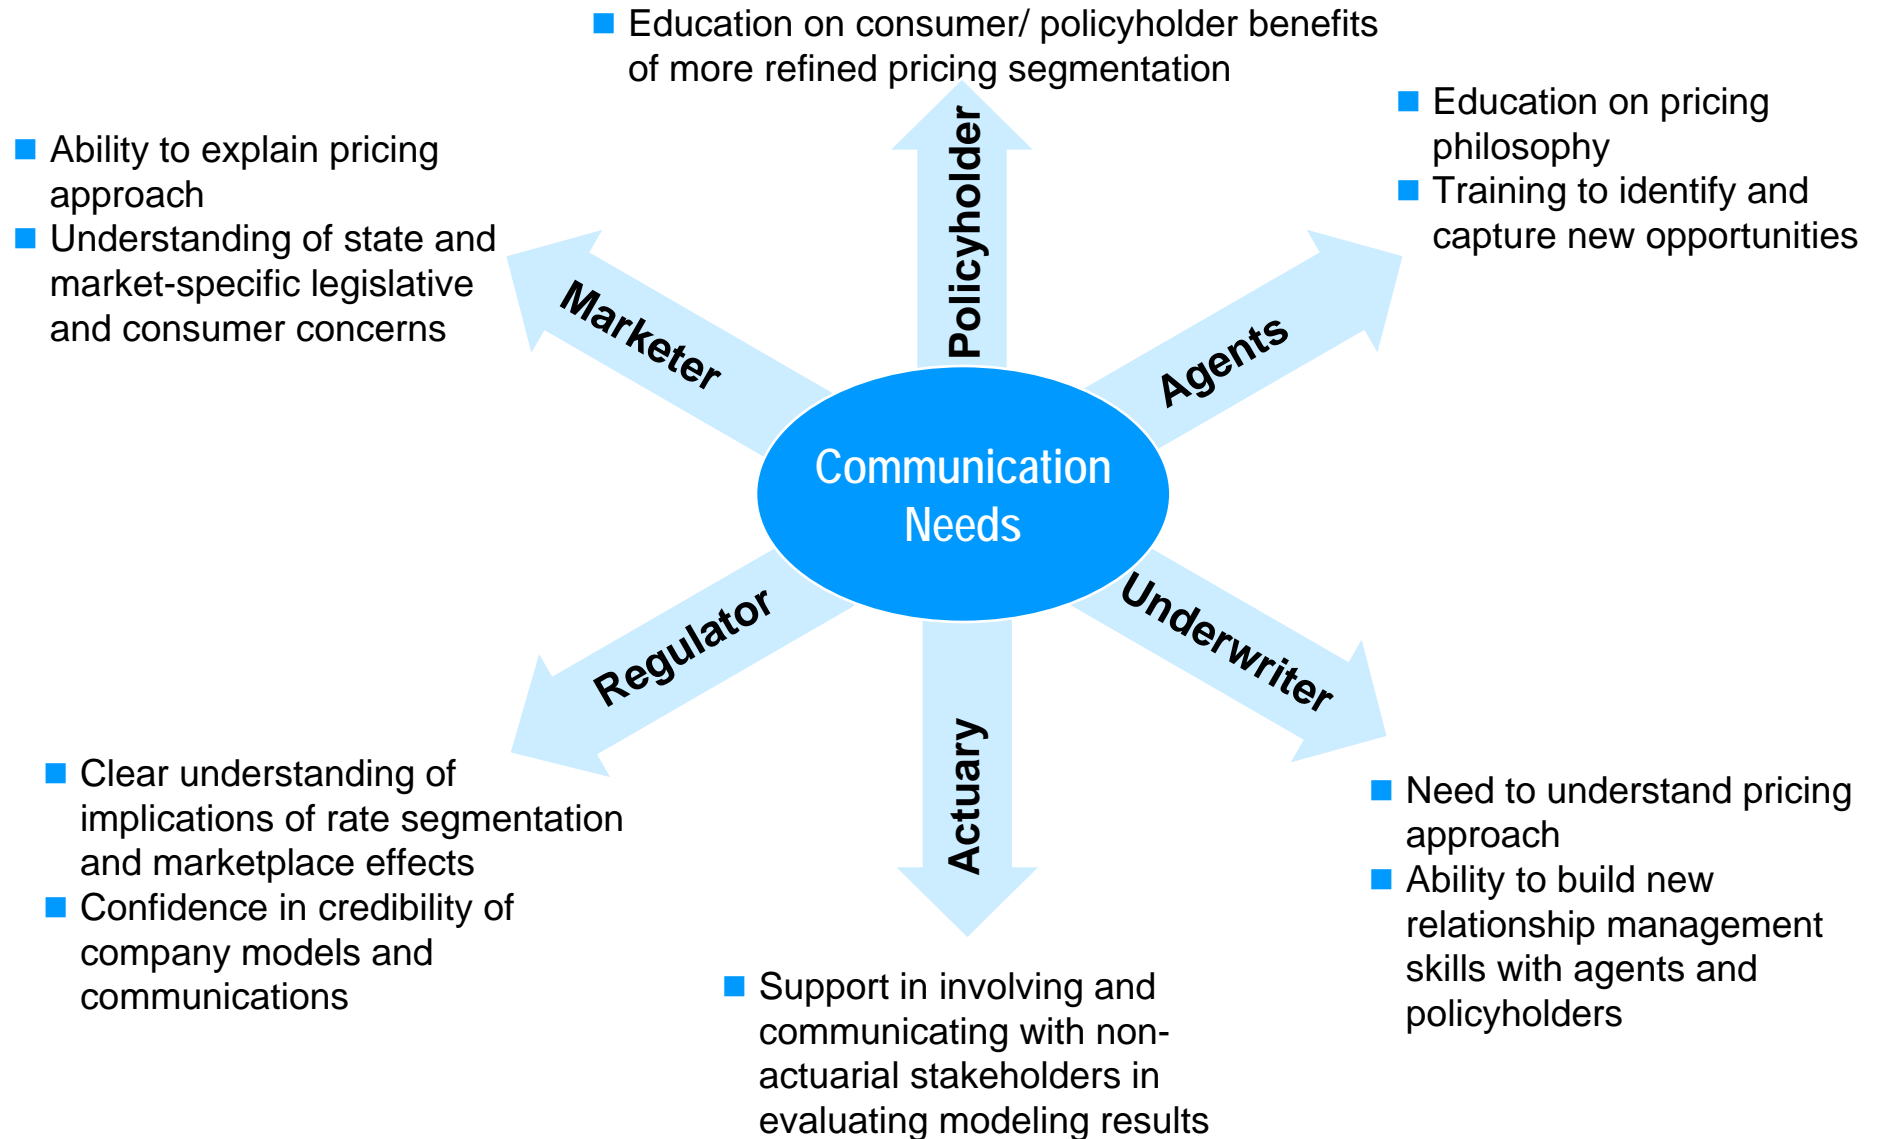 Education on consumer/ policyholder benefits
of more refined pricing segmentation
Policyholder
Education on pricing
philosophy
Training to identify and
capture new opportunities
Agents
Ability to explain pricing
approach
Understanding of state and
market-specific legislative
and consumer concerns
Marketer
Communication
Needs
Regulator
Clear understanding of
implications of rate segmentation
and marketplace effects
Confidence in credibility of
company models and
communications
Actuary
Support in involving and
communicating with non-
actuarial stakeholders in
evaluating modeling results
Underwriter
Need to understand pricing
approach
Ability to build new
relationship management
skills with agents and
policyholders